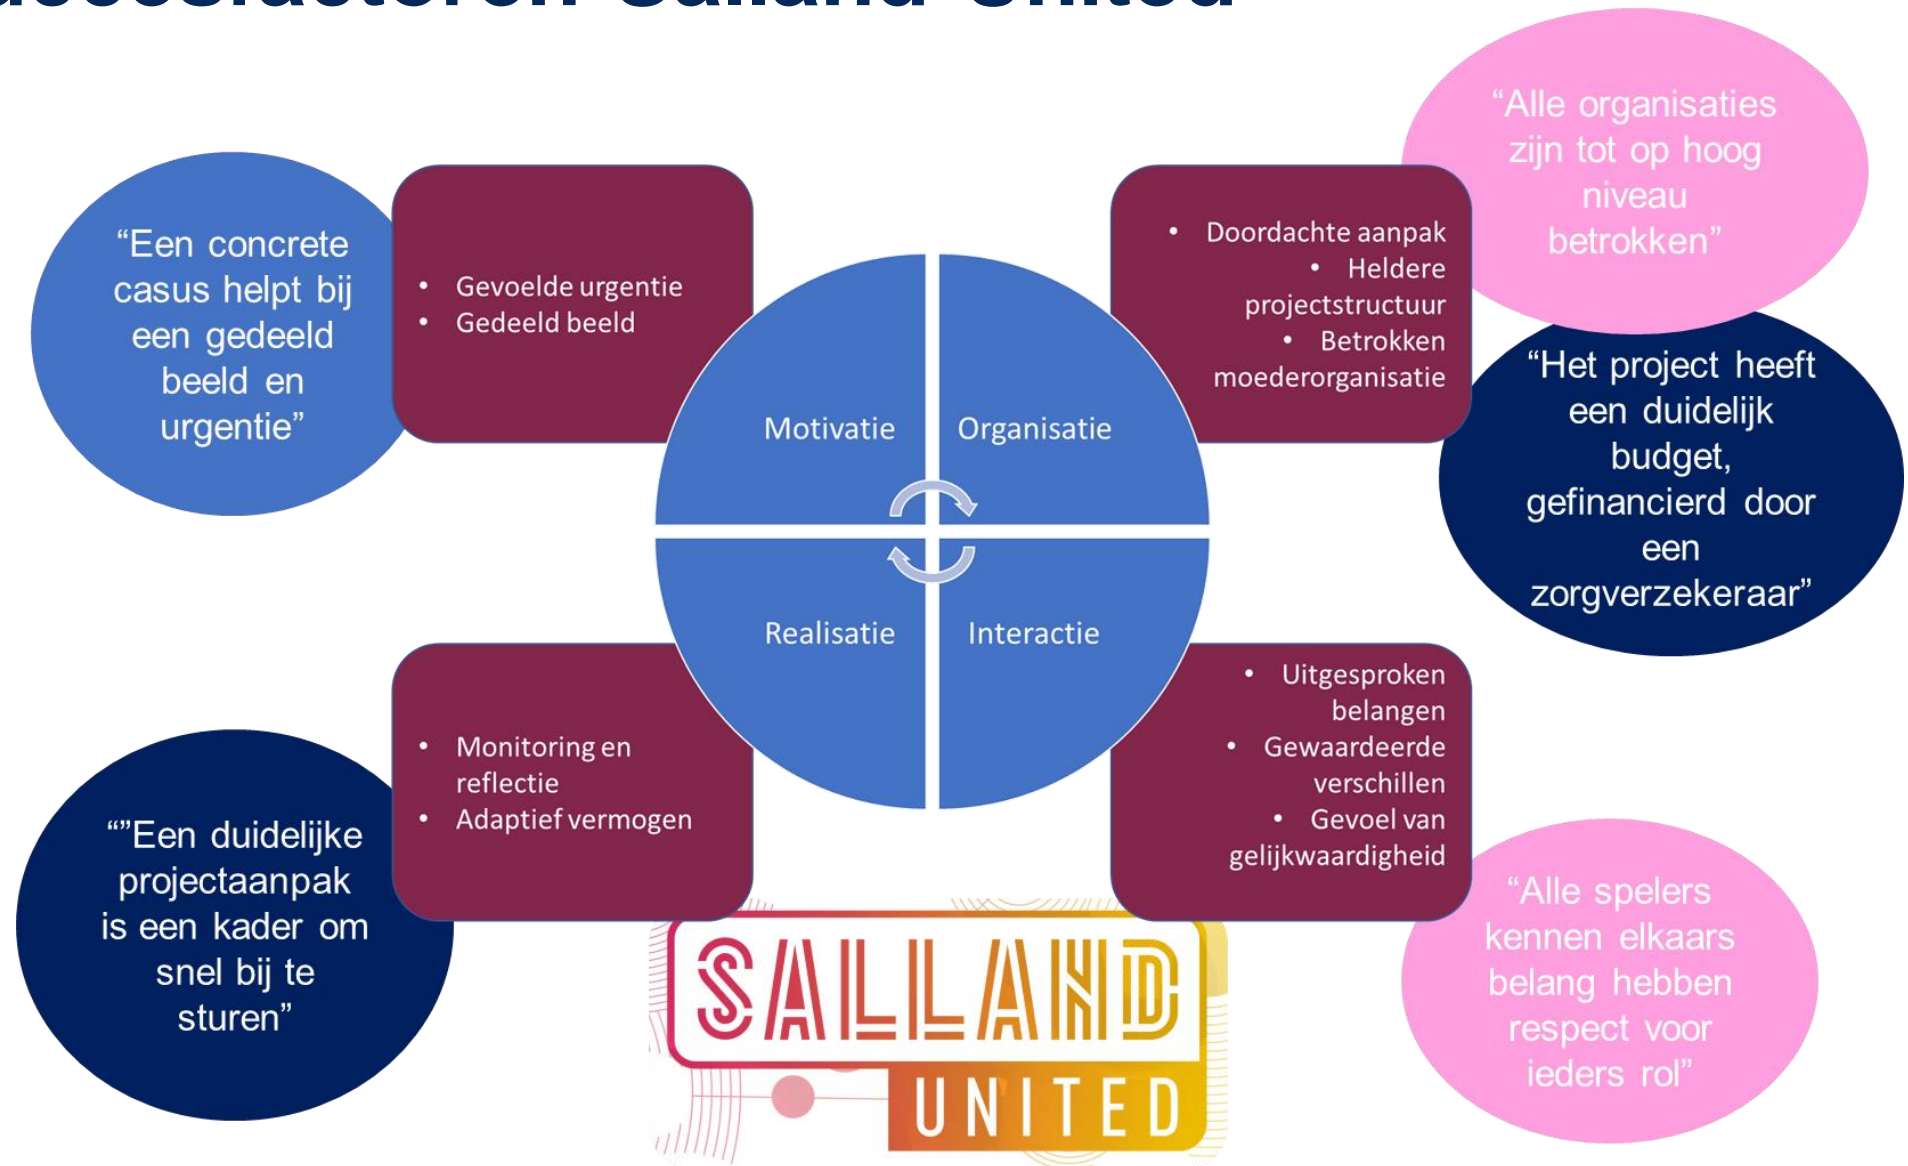 Salland United
“Een concrete
casus helpt bij
een gedeeld
beeld en
urgentie”
• Gevoelde urgentie
• Gedeeld beeld
• Doordachte aanpak
• Heldere
projectstructuur
• Betrokken
moederorganisatie
“Alle organisaties
zijn tot op hoog
niveau
betrokken”
“Het project heeft
een duidelijk
budget,
gefinancierd door
een
zorgverzekeraar”
Motivatie
Organisatie
Realisatie
Interactie
“”Een duidelijke
projectaanpak
is een kader om
snel bij te
sturen”
• Monitoring en
reflectie
• Adaptief vermogen
• Uitgesproken
belangen
• Gewaardeerde
verschillen
• Gevoel van
gelijkwaardigheid
“Alle spelers
kennen elkaars
belang hebben
respect voor
ieders rol”
SALLAND
UNITED